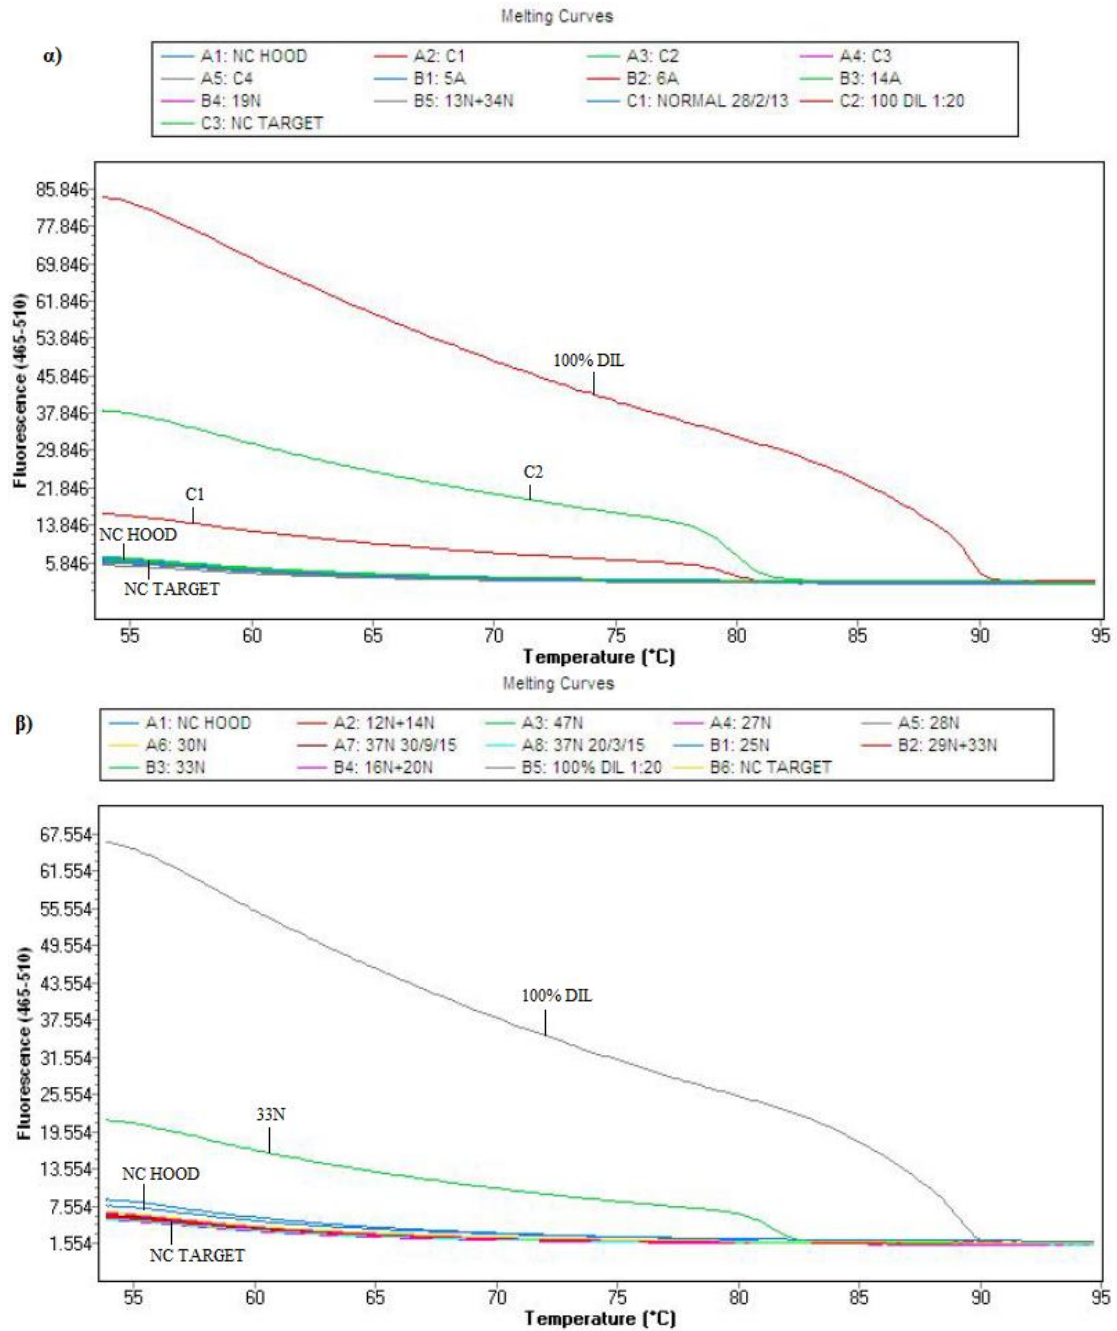 Melting Curves
α)
A1: NC HOOD A2: C1 A3: C2 A4: C3
A5: C4 B1: 5A B2: 6A B3: 14A
B4: 19N B5: 13N+34N C1: NORMAL 28/2/13 C2: 100 DIL 1:20
C3: NC TARGET
85.846
77.846
69.846
61.846
53.846
45.846
37.846
29.846
21.846
13.846
5.846
Fluorescence (465-510)
100% DIL
C2
C1
NC HOOD
NC TARGET
55 60 65 70 75 80 85 90 95
Temperature (°C)
Melting Curves
β)
A1: NC HOOD A2: 12N+14N A3: 47N A4: 27N A5: 28N
A6: 30N A7: 37N 30/9/15 A8: 37N 20/3/15 B1: 25N B2: 29N+33N
B3: 33N B4: 16N+20N B5: 100% DIL 1:20 B6: NC TARGET
67.554
61.554
55.554
49.554
43.554
37.554
31.554
25.554
19.554
13.554
7.554
1.554
Fluorescence (465-510)
100% DIL
33N
NC HOOD
NC TARGET
55 60 65 70 75 80 85 90 95
Temperature (°C)